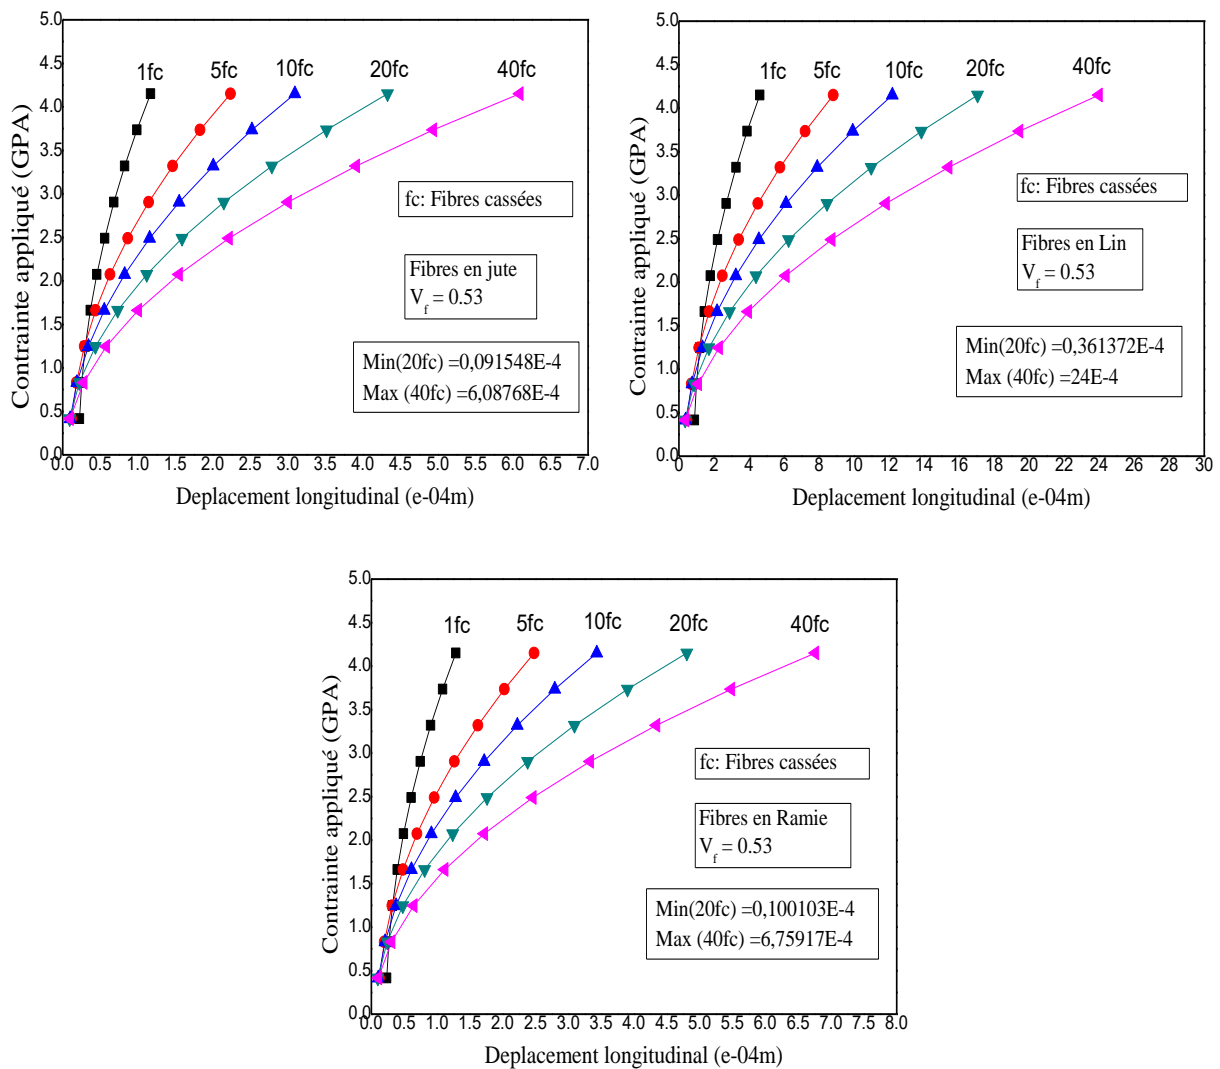 5.0
4.5
4.0
3.5
3.0
2.5
2.0
1.5
1.0
0.5
0.0
Contrainte appliqué (GPA)
1fc 5fc 10fc 20fc 40fc
fc: Fibres cassées
Fibres en jute
Vf = 0.53
Min(20fc) =0,091548E-4
Max (40fc) =6,08768E-4
0.0 0.5 1.0 1.5 2.0 2.5 3.0 3.5 4.0 4.5 5.0 5.5 6.0 6.5 7.0
Deplacement longitudinal (e-04m)
5.0
4.5
4.0
3.5
3.0
2.5
2.0
1.5
1.0
0.5
0.0
Contrainte appliqué (GPA)
1fc 5fc 10fc 20fc 40fc
fc: Fibres cassées
Fibres en Lin
Vf = 0.53
Min(20fc) =0,361372E-4
Max (40fc) =24E-4
0 2 4 6 8 10 12 14 16 18 20 22 24 26 28 30
Deplacement longitudinal (e-04m)
5.0
4.5
4.0
3.5
3.0
2.5
2.0
1.5
1.0
0.5
0.0
Contrainte appliqué (GPA)
1fc 5fc 10fc 20fc 40fc
fc: Fibres cassées
Fibres en Ramie
Vf = 0.53
Min(20fc) =0,100103E-4
Max (40fc) =6,75917E-4
0.0 0.5 1.0 1.5 2.0 2.5 3.0 3.5 4.0 4.5 5.0 5.5 6.0 6.5 7.0 7.5 8.0
Deplacement longitudinal (e-04m)